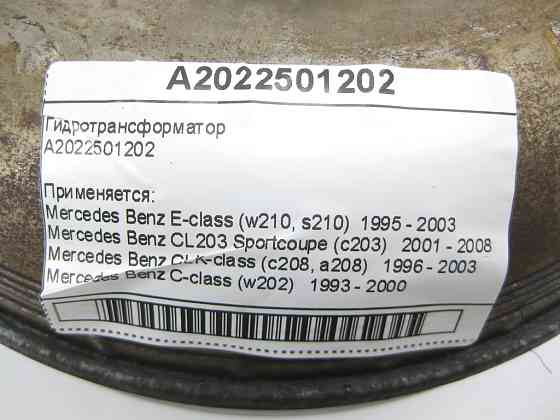 A2022501202
Гидротрансформатор
A2022501202
Применяется:
Mercedes Benz E-class (w210, s210) 1995 - 2003
Mercedes Benz CL203 Sportcoupe (c203) 2001 - 2008
Mercedes Benz CLK-class (c208, a208) 1996 - 2003
Mercedes Benz C-class (w202) 1993 - 2000